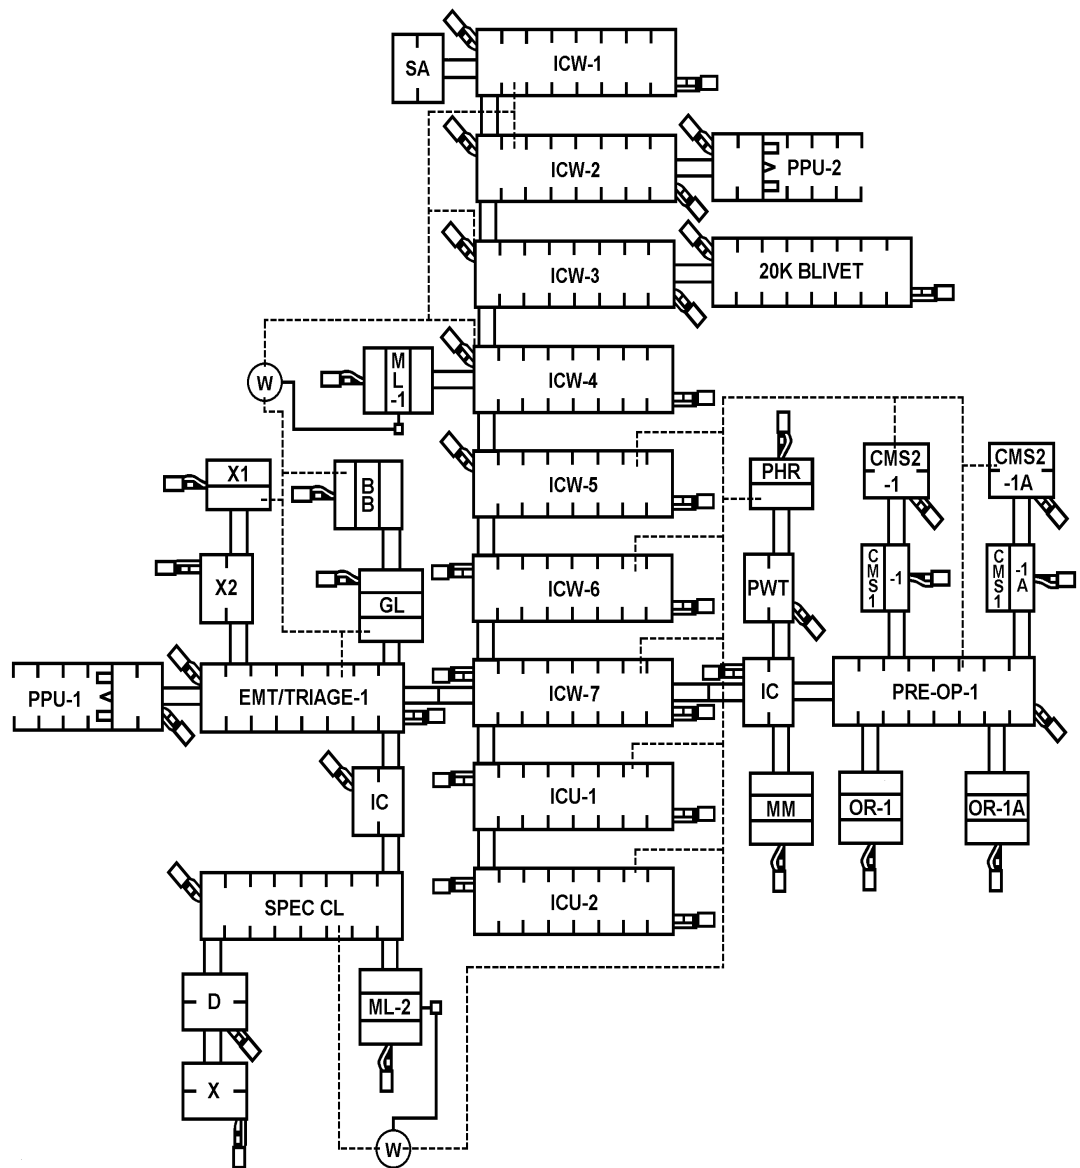 SA
ICW-1
ICW-2
PPU-2
ICW-3
20K BLIVET
W
M
L
-1
ICW-4
X1
B
B
ICW-5
PHR
CMS2
-1
CMS2
-1A
X2
GL
ICW-6
PWT
C
M
S
1
-1
C
M
S
1
-1
A
PPU-1
EMT/TRIAGE-1
ICW-7
IC
PRE-OP-1
IC
ICU-1
MM
OR-1
OR-1A
SPEC CL
ICU-2
D
ML-2
X
W